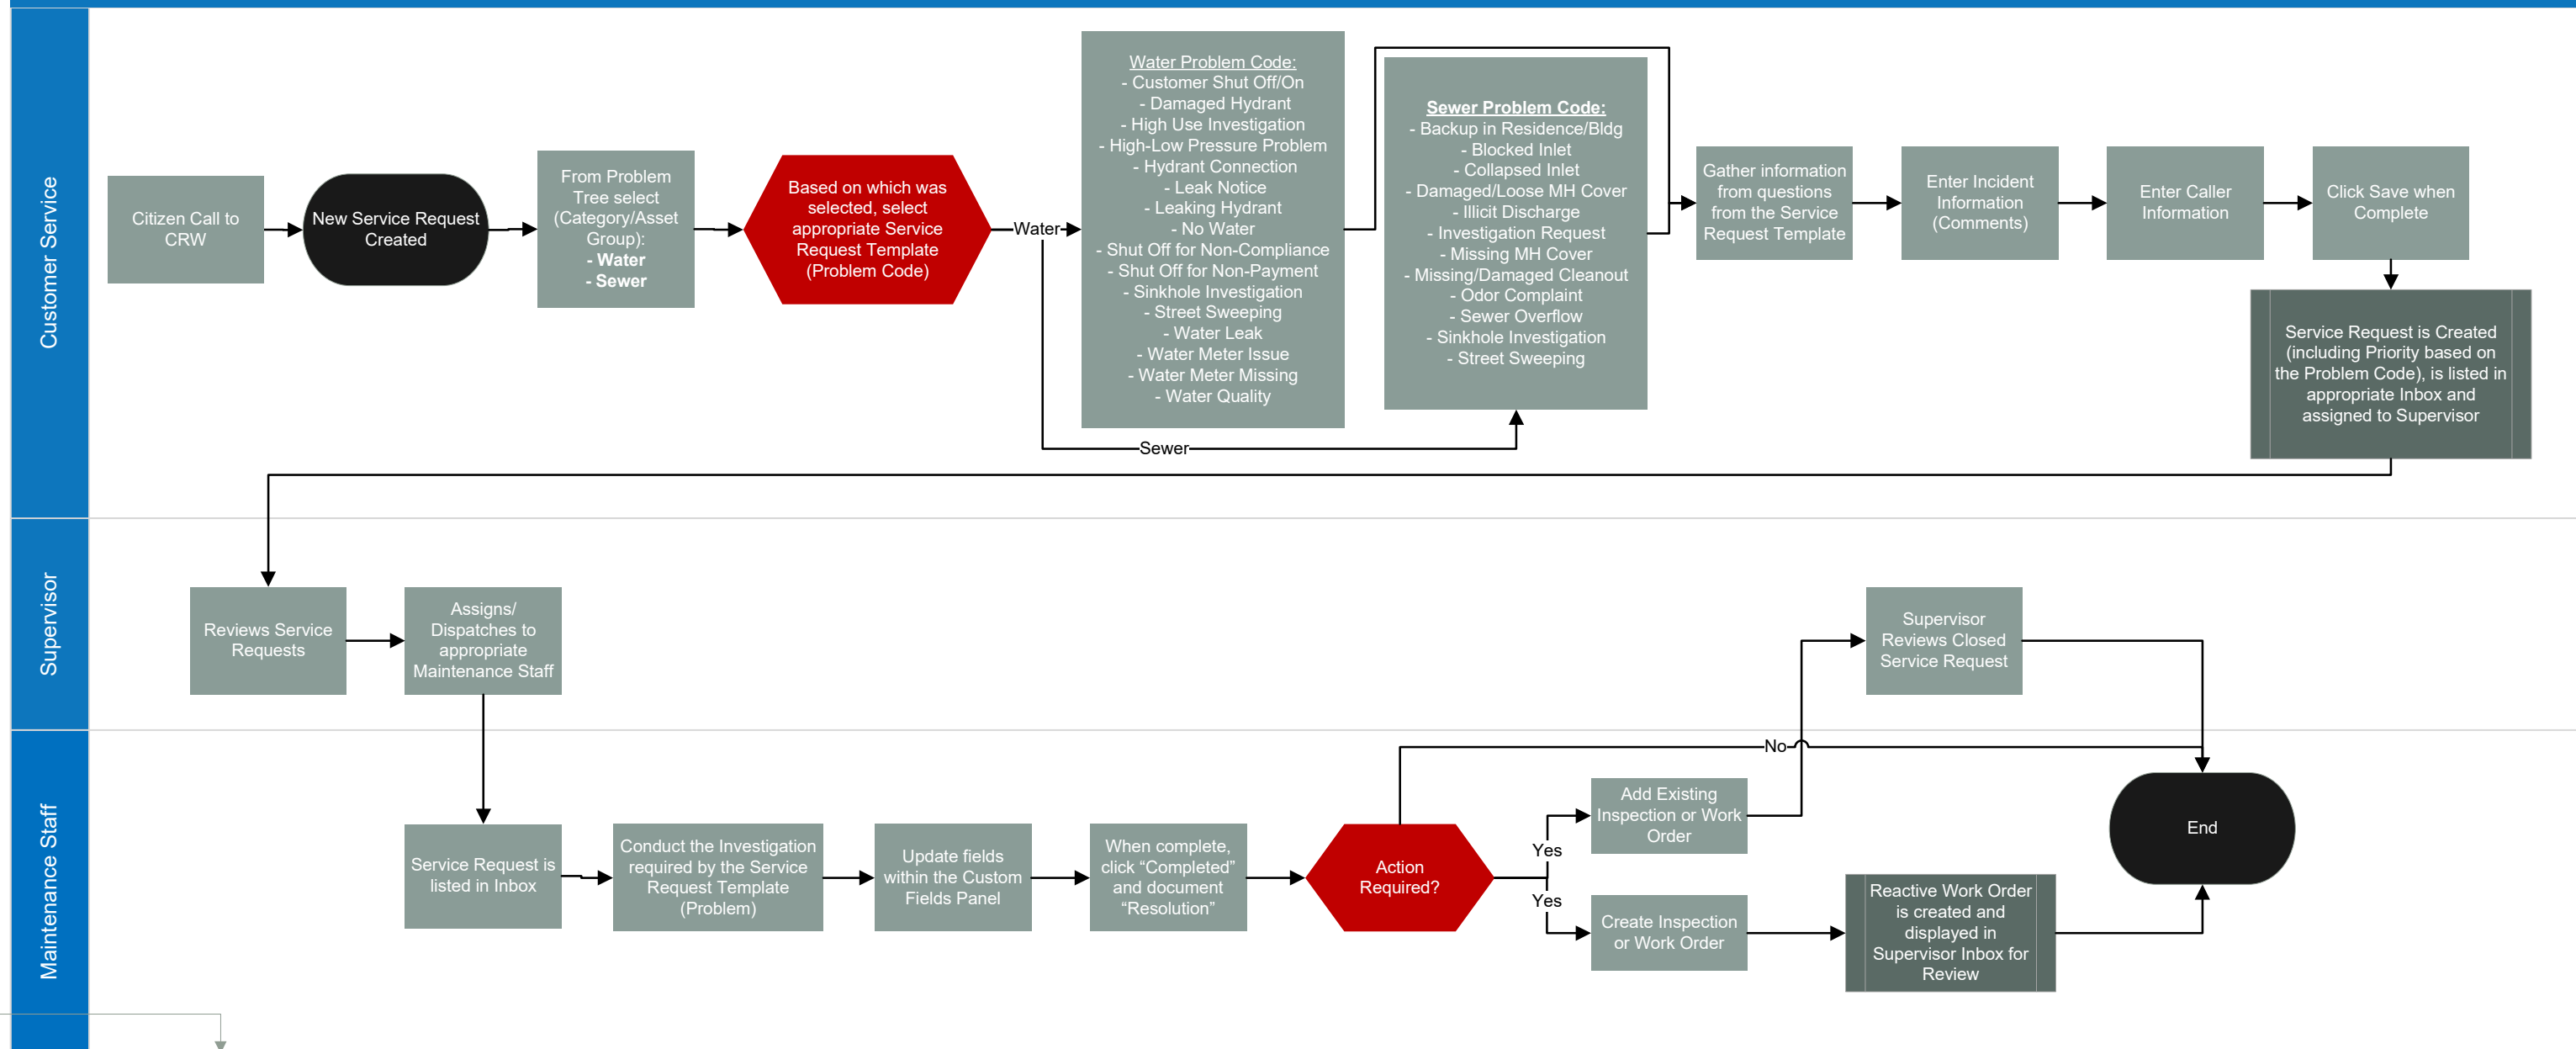 Customer Service
Citizen Call to
CRW
New Service Request
Created
From Problem
Tree select
(Category/Asset
Group):
- Water
- Sewer
Based on which was
selected, select
appropriate Service
Request Template
(Problem Code)
Water
Sewer
Water Problem Code:
- Customer Shut Off/On
- Damaged Hydrant
- High Use Investigation
- High-Low Pressure Problem
- Hydrant Connection
- Leak Notice
- Leaking Hydrant
- No Water
- Shut Off for Non-Compliance
- Shut Off for Non-Payment
- Sinkhole Investigation
- Street Sweeping
- Water Leak
- Water Meter Issue
- Water Meter Missing
- Water Quality
Sewer Problem Code:
- Backup in Residence/Bldg
- Blocked Inlet
- Collapsed Inlet
- Damaged/Loose MH Cover
- Illicit Discharge
- Investigation Request
- Missing MH Cover
- Missing/Damaged Cleanout
- Odor Complaint
- Sewer Overflow
- Sinkhole Investigation
- Street Sweeping
Gather information
from questions
from the Service
Request Template
Enter Incident
Information
(Comments)
Enter Caller
Information
Click Save when
Complete
Service Request is Created
(including Priority based on
the Problem Code), is listed in
appropriate Inbox and
assigned to Supervisor
Supervisor
Reviews Service
Requests
Assigns/
Dispatches to
appropriate
Maintenance Staff
Supervisor
Reviews Closed
Service Request
Maintenance Staff
Service Request is
listed in Inbox
Conduct the Investigation
required by the Service
Request Template
(Problem)
Update fields
within the Custom
Fields Panel
When complete,
click “Completed”
and document
“Resolution”
Action
Required?
No
Yes
Yes
Add Existing
Inspection or Work
Order
Create Inspection
or Work Order
Reactive Work Order
is created and
displayed in
Supervisor Inbox for
Review
End